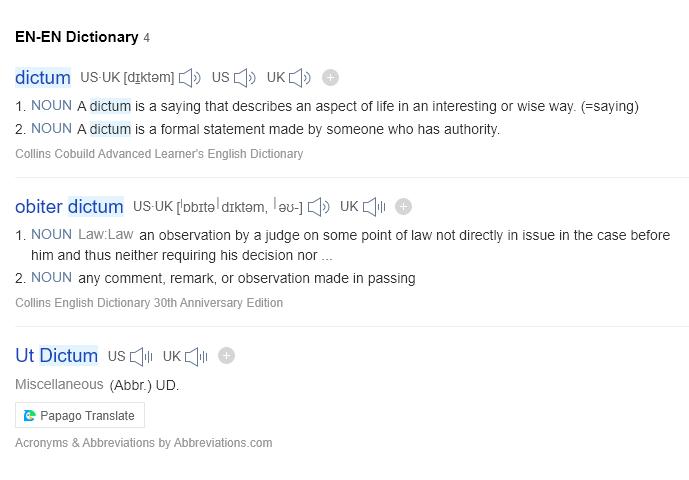 EN-EN Dictionary 4
dictum US·UK [dɪktəm] US UK
1. NOUN A dictum is a saying that describes an aspect of life in an interesting or wise way. (=saying)
2. NOUN A dictum is a formal statement made by someone who has authority.
Collins Cobuild Advanced Learner's English Dictionary
obiter dictum US·UK [ˈɒbɪtəˈdɪktəm, ˈəʊ-] UK
1. NOUN Law:Law an observation by a judge on some point of law not directly in issue in the case before
him and thus neither requiring his decision nor ...
2. NOUN any comment, remark, or observation made in passing
Collins English Dictionary 30th Anniversary Edition
Ut Dictum US UK
Miscellaneous (Abbr.) UD.
Papago Translate
Acronyms & Abbreviations by Abbreviations.com